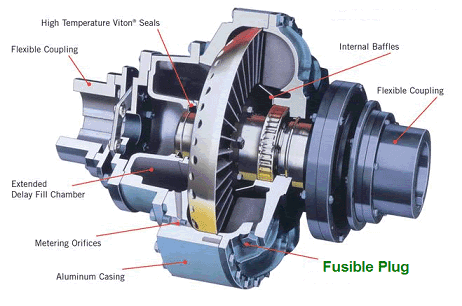 High Temperature Viton® Seals
Flexible Coupling
Internal Baffles
Flexible Coupling
Extended
Delay Fill Chamber
Metering Orifices
Fusible Plug
Aluminum Casing